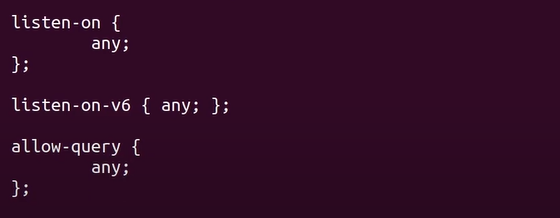 listen-on {
        any;
};

listen-on-v6 { any; };

allow-query {
        any;
};